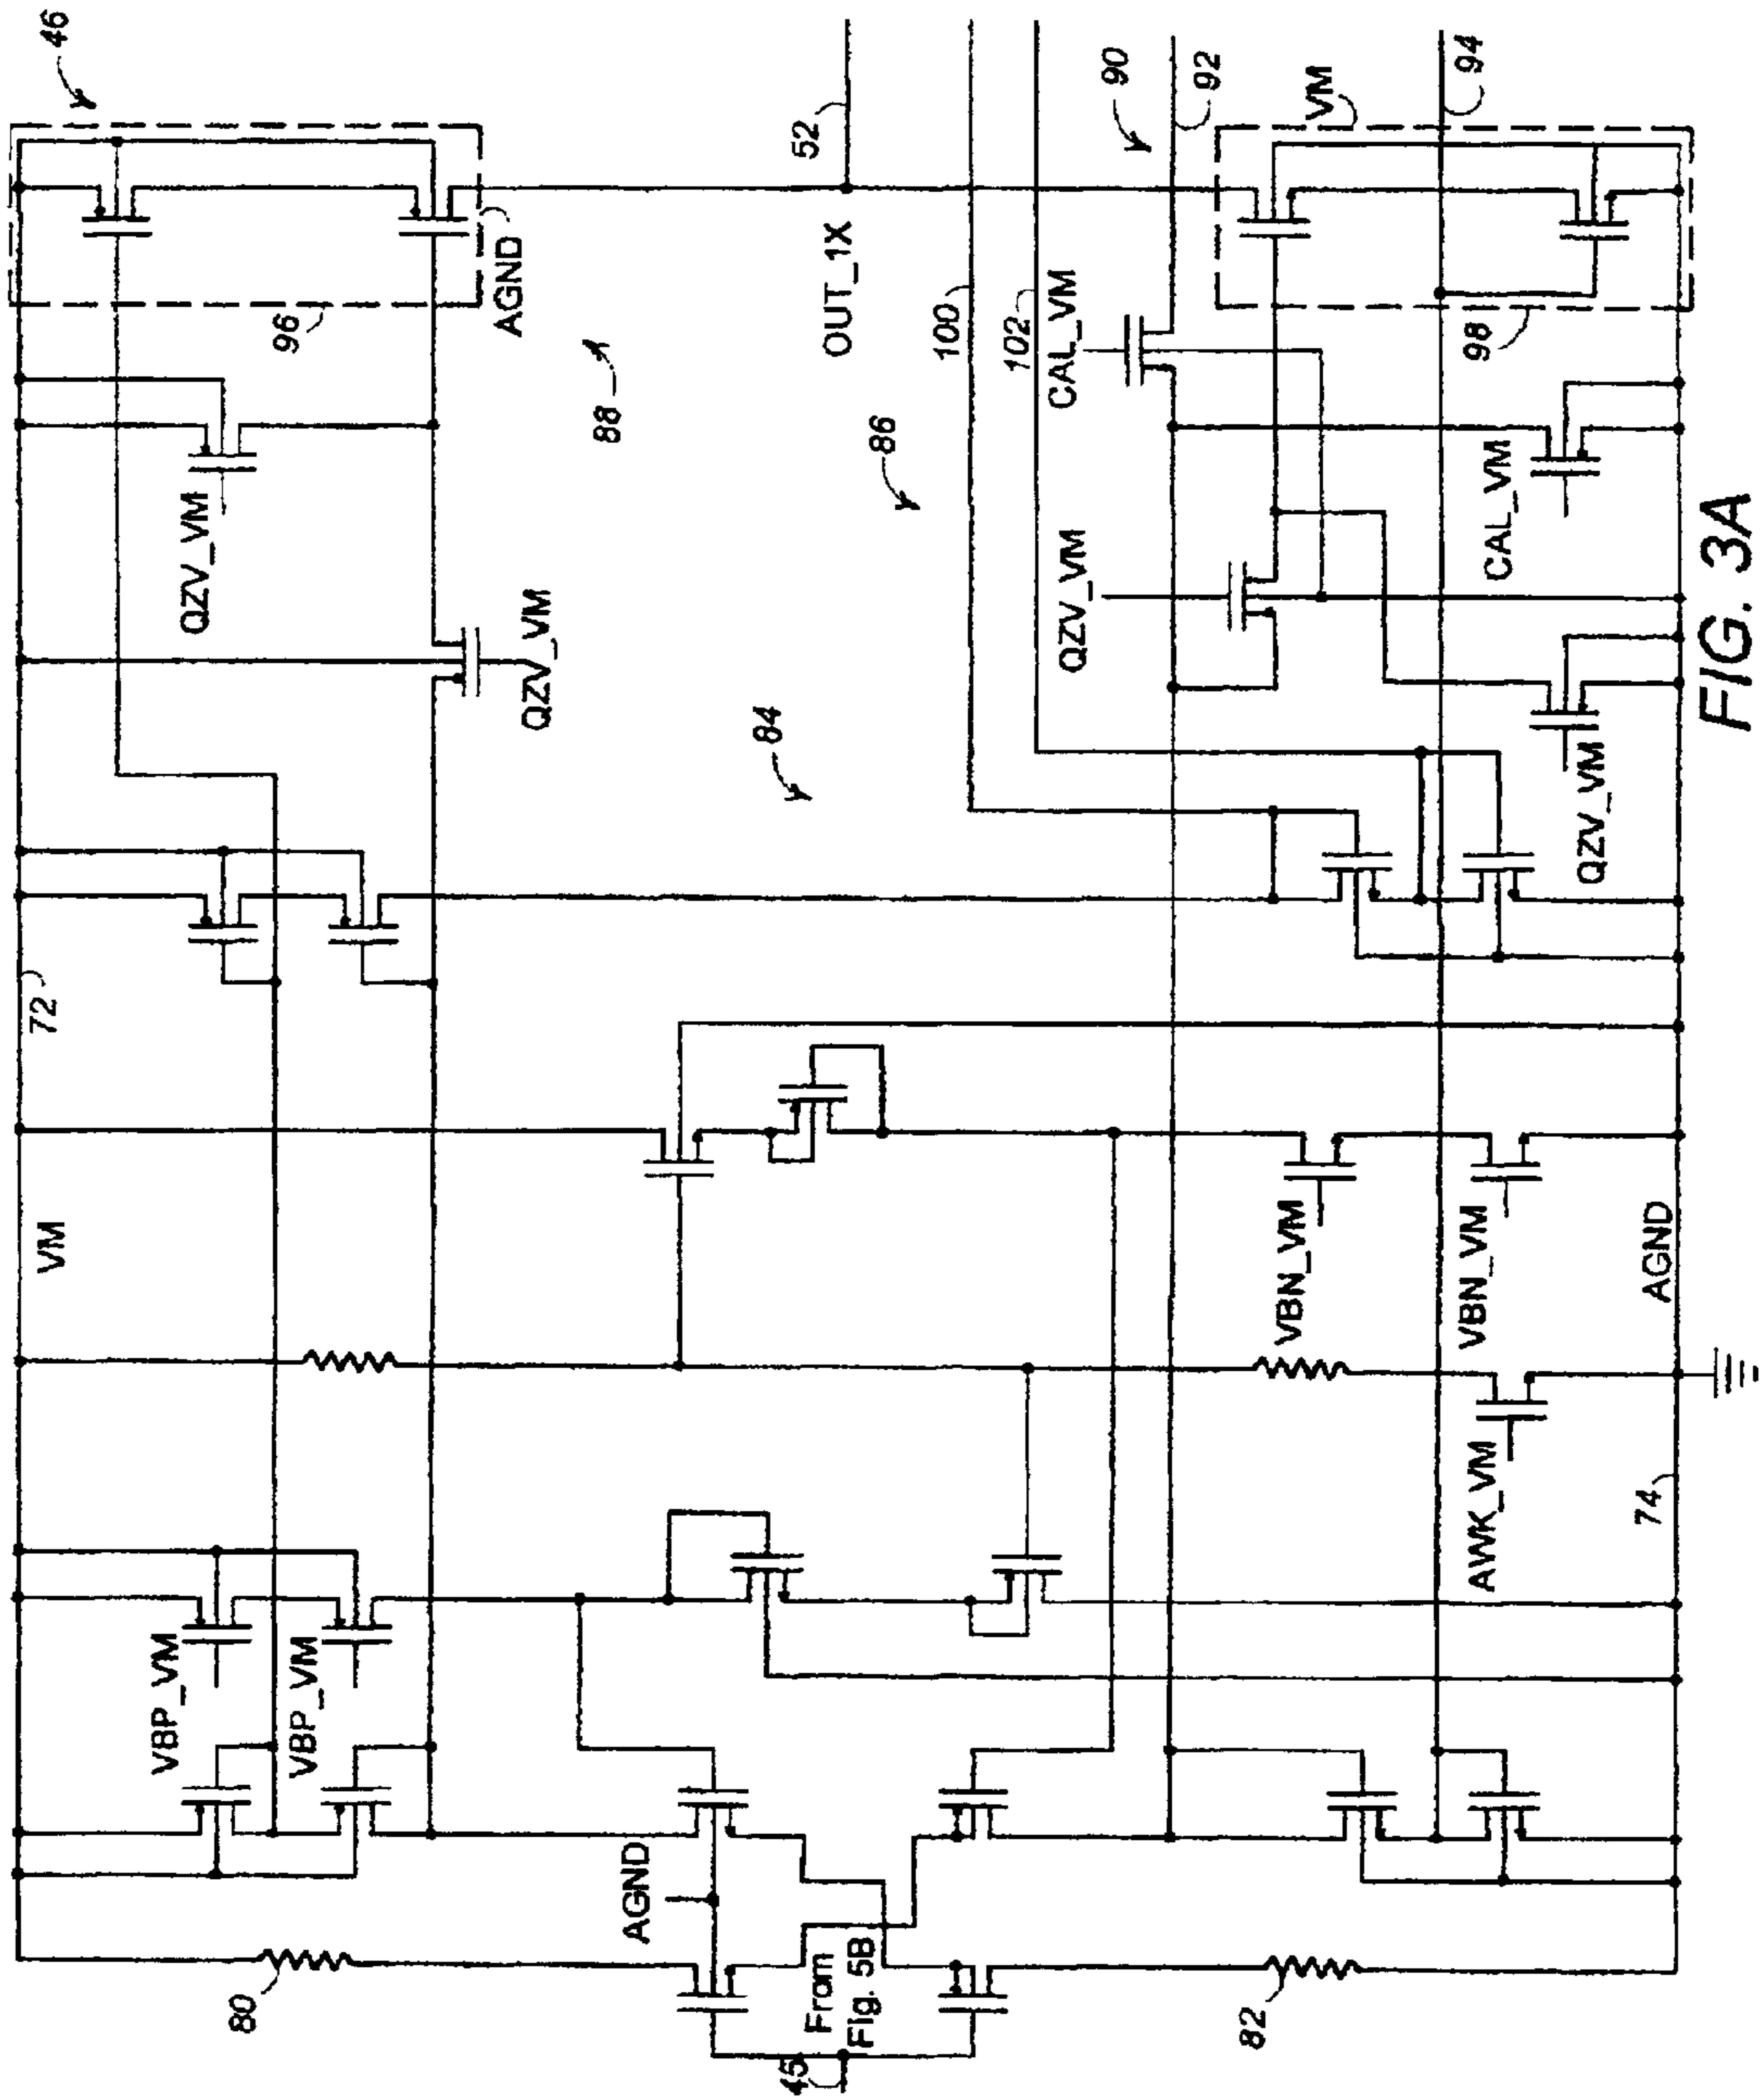 46
96
AGND
QZV_VM
88
QZV_VM
72
VM
VBP_VM
VBP_VM
80
52
OUT_1X
100
102
86
84
CAL_VM
QZV_VM
90
92
VM
94
98
CAL_VM
QZV_VM
VBN_VM
VBN_VM
AGND
AWK_VM
74
AGND
From
Fig. 5B
45
82
FIG. 3A